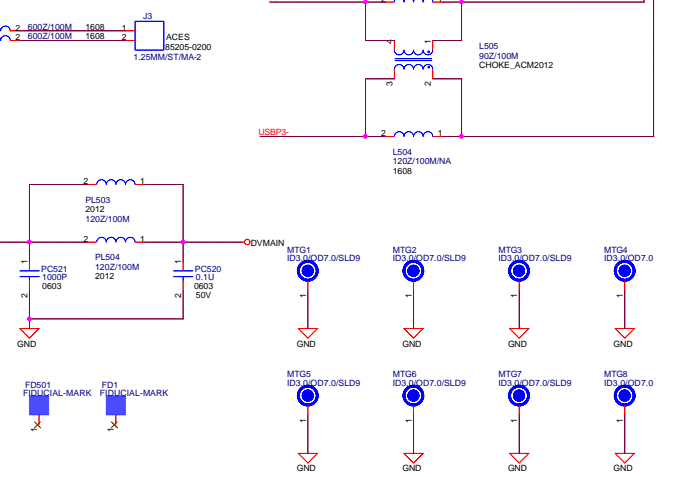 J3
2 600Z/100M 1608 1
2 600Z/100M 1608 2
ACES
85205-0200
1.25MM/ST/MA-2
4 1
L505
90Z/100M
CHOKE_ACM2012
3 2
USBP3-
2 1
L504
120Z/100M/NA
1608
2 1
PL503
2012
120Z/100M
2 1
DVMAIN
PL504
120Z/100M
2012
1
PC521
1000P
0603
2
1
PC520
0.1U
0603
50V
2
GND
MTG1
ID3.0/OD7.0/SLD9
1
GND
MTG2
ID3.0/OD7.0/SLD9
1
GND
MTG3
ID3.0/OD7.0/SLD9
1
GND
MTG4
ID3.0/OD7.0
1
GND
FD501
FIDUCIAL-MARK
1
FD1
FIDUCIAL-MARK
1
MTG5
ID3.0/OD7.0/SLD9
1
GND
MTG6
ID3.0/OD7.0/SLD9
1
GND
MTG7
ID3.0/OD7.0/SLD9
1
GND
MTG8
ID3.0/OD7.0
1
GND